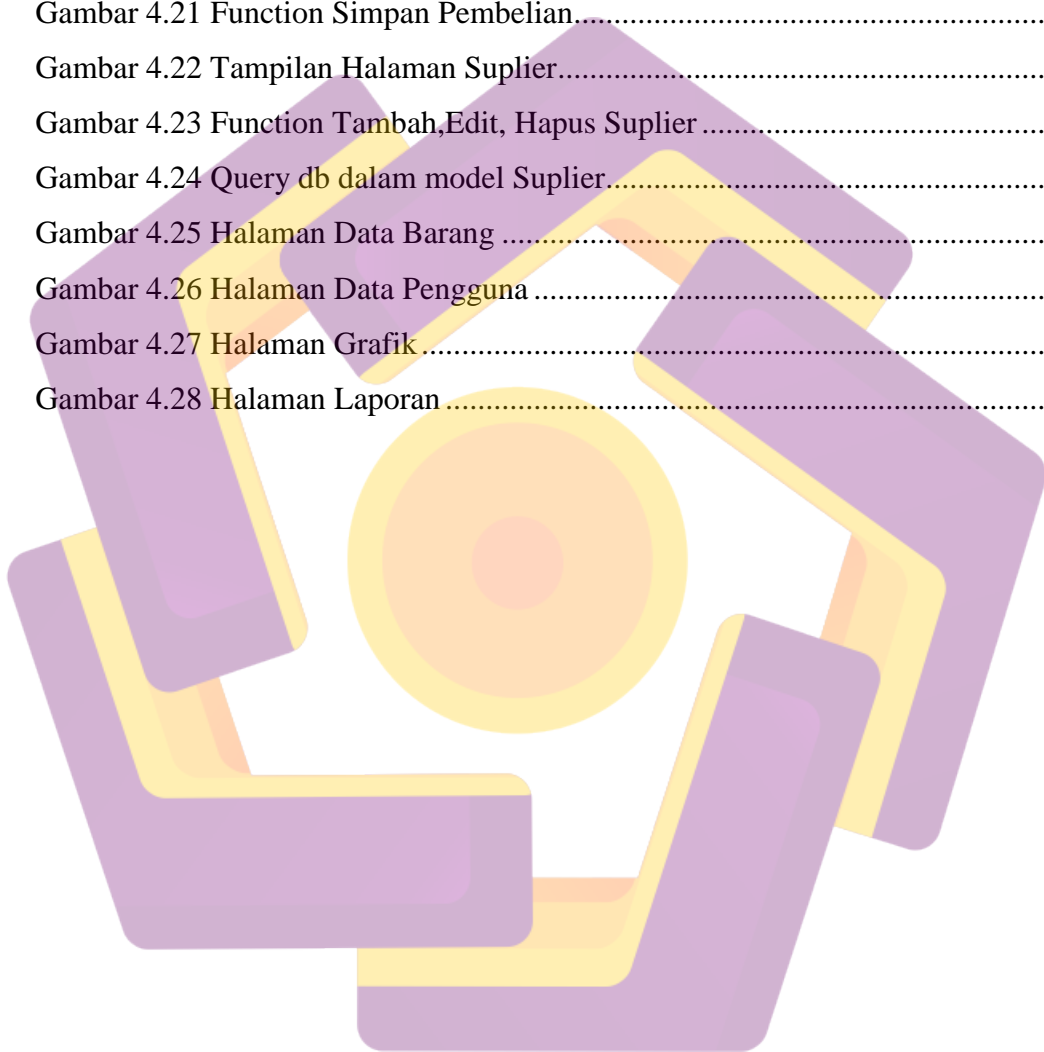 Gambar 4.21 Function Simpan Pembelian.......................................................
Gambar 4.22 Tampilan Halaman Suplier.........................................................
Gambar 4.23 Function Tambah,Edit, Hapus Suplier ........................................
Gambar 4.24 Query db dalam model Suplier...................................................
Gambar 4.25 Halaman Data Barang ................................................................
Gambar 4.26 Halaman Data Pengguna ............................................................
Gambar 4.27 Halaman Grafik ..........................................................................
Gambar 4.28 Halaman Laporan .......................................................................